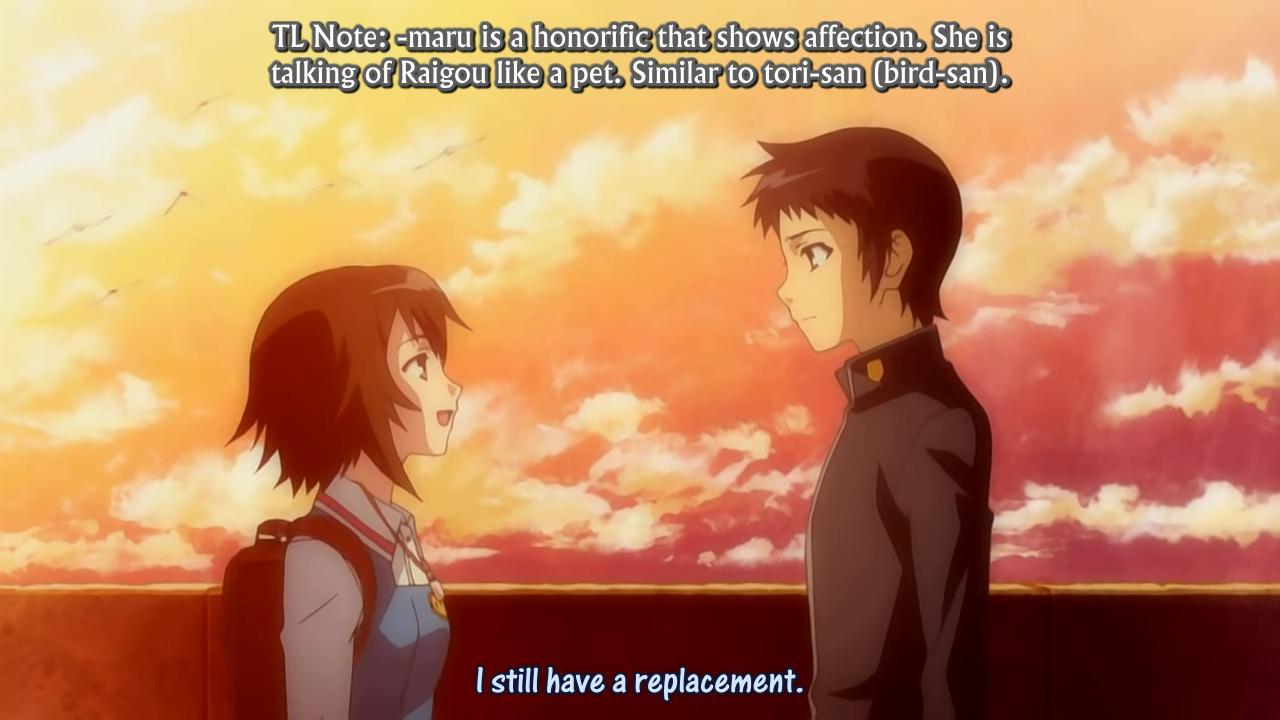 TL Note: -maru is a honorific that shows affection. She is
talking of Raigou like a pet. Similar to tori-san (bird-san).
I still have a replacement.